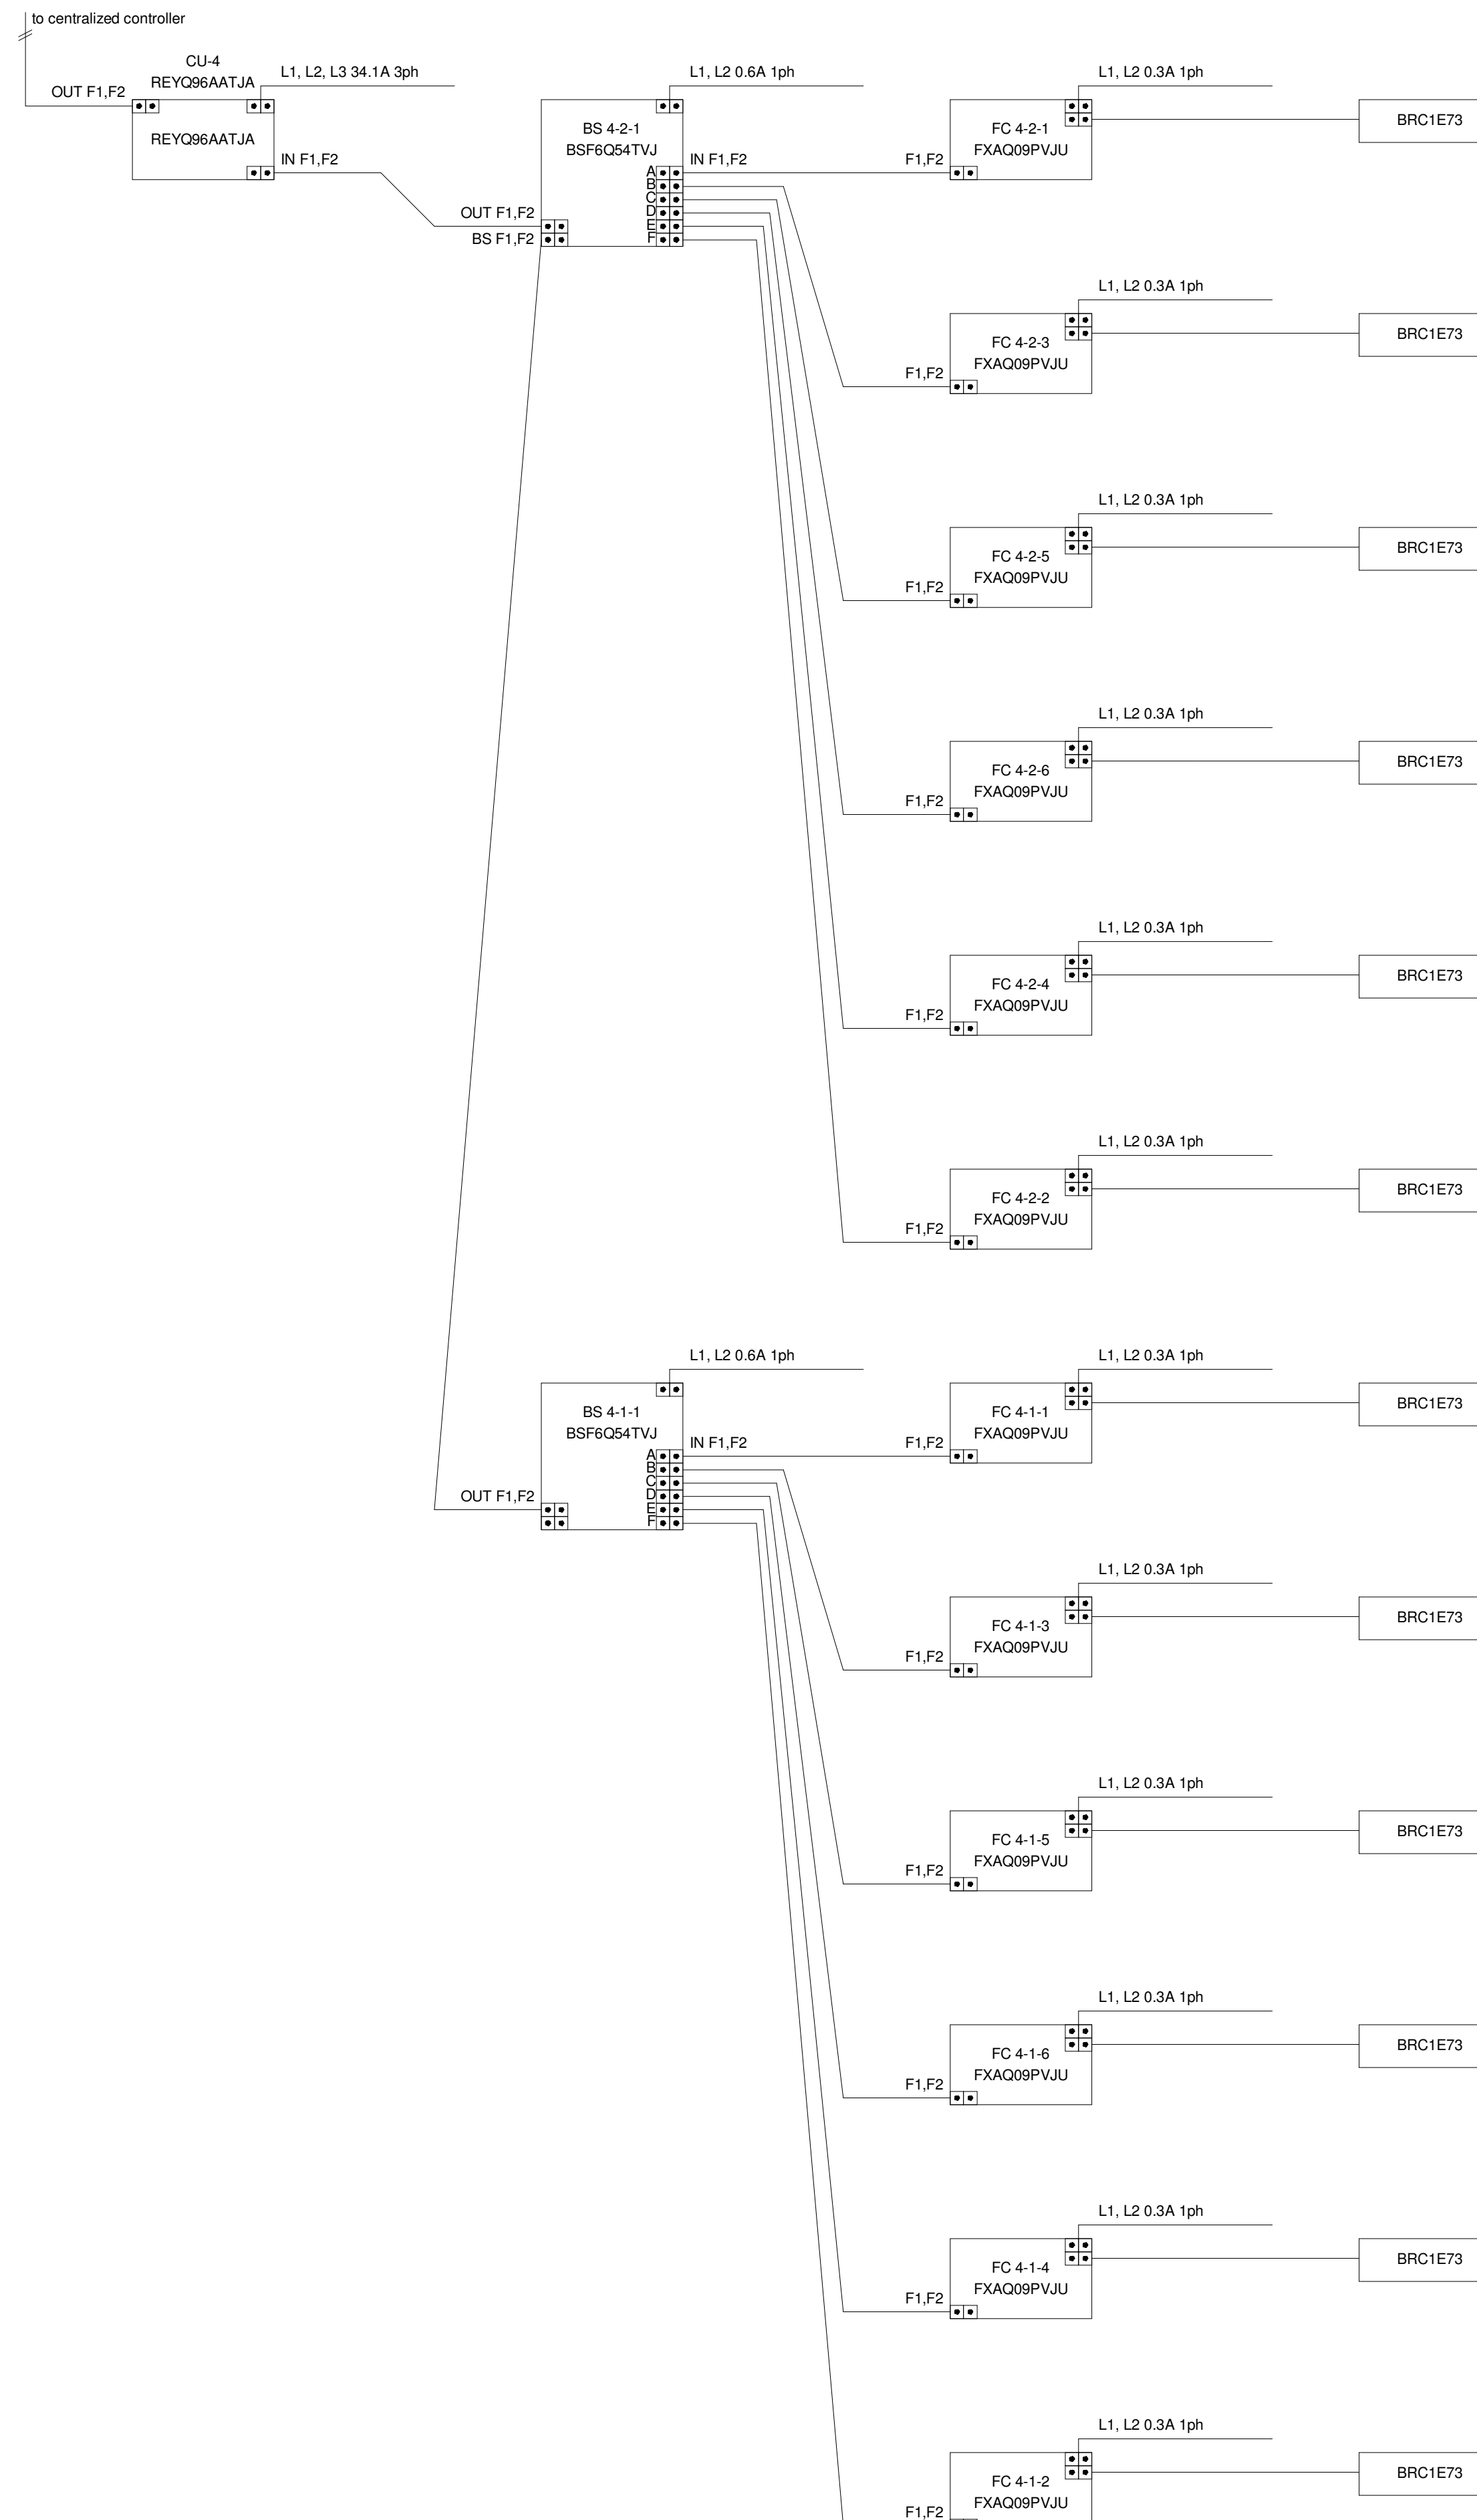 to centralized controller
CU-4
REYQ96AATJA
L1, L2, L3 34.1A 3ph
OUT F1,F2
REYQ96AATJA
IN F1,F2
L1, L2 0.6A 1ph
BS 4-2-1
BSF6Q54TVJ
A
B
C
D
E
F
IN F1,F2
OUT F1,F2
BS F1,F2
L1, L2 0.3A 1ph
FC 4-2-1
FXAQ09PVJU
F1,F2
BRC1E73
L1, L2 0.3A 1ph
FC 4-2-3
FXAQ09PVJU
F1,F2
BRC1E73
L1, L2 0.3A 1ph
FC 4-2-5
FXAQ09PVJU
F1,F2
BRC1E73
L1, L2 0.3A 1ph
FC 4-2-6
FXAQ09PVJU
F1,F2
BRC1E73
L1, L2 0.3A 1ph
FC 4-2-4
FXAQ09PVJU
F1,F2
BRC1E73
L1, L2 0.3A 1ph
FC 4-2-2
FXAQ09PVJU
F1,F2
BRC1E73
L1, L2 0.6A 1ph
BS 4-1-1
BSF6Q54TVJ
A
B
C
D
E
F
IN F1,F2
OUT F1,F2
L1, L2 0.3A 1ph
FC 4-1-1
FXAQ09PVJU
F1,F2
BRC1E73
L1, L2 0.3A 1ph
FC 4-1-3
FXAQ09PVJU
F1,F2
BRC1E73
L1, L2 0.3A 1ph
FC 4-1-5
FXAQ09PVJU
F1,F2
BRC1E73
L1, L2 0.3A 1ph
FC 4-1-6
FXAQ09PVJU
F1,F2
BRC1E73
L1, L2 0.3A 1ph
FC 4-1-4
FXAQ09PVJU
F1,F2
BRC1E73
L1, L2 0.3A 1ph
FC 4-1-2
FXAQ09PVJU
F1,F2
BRC1E73